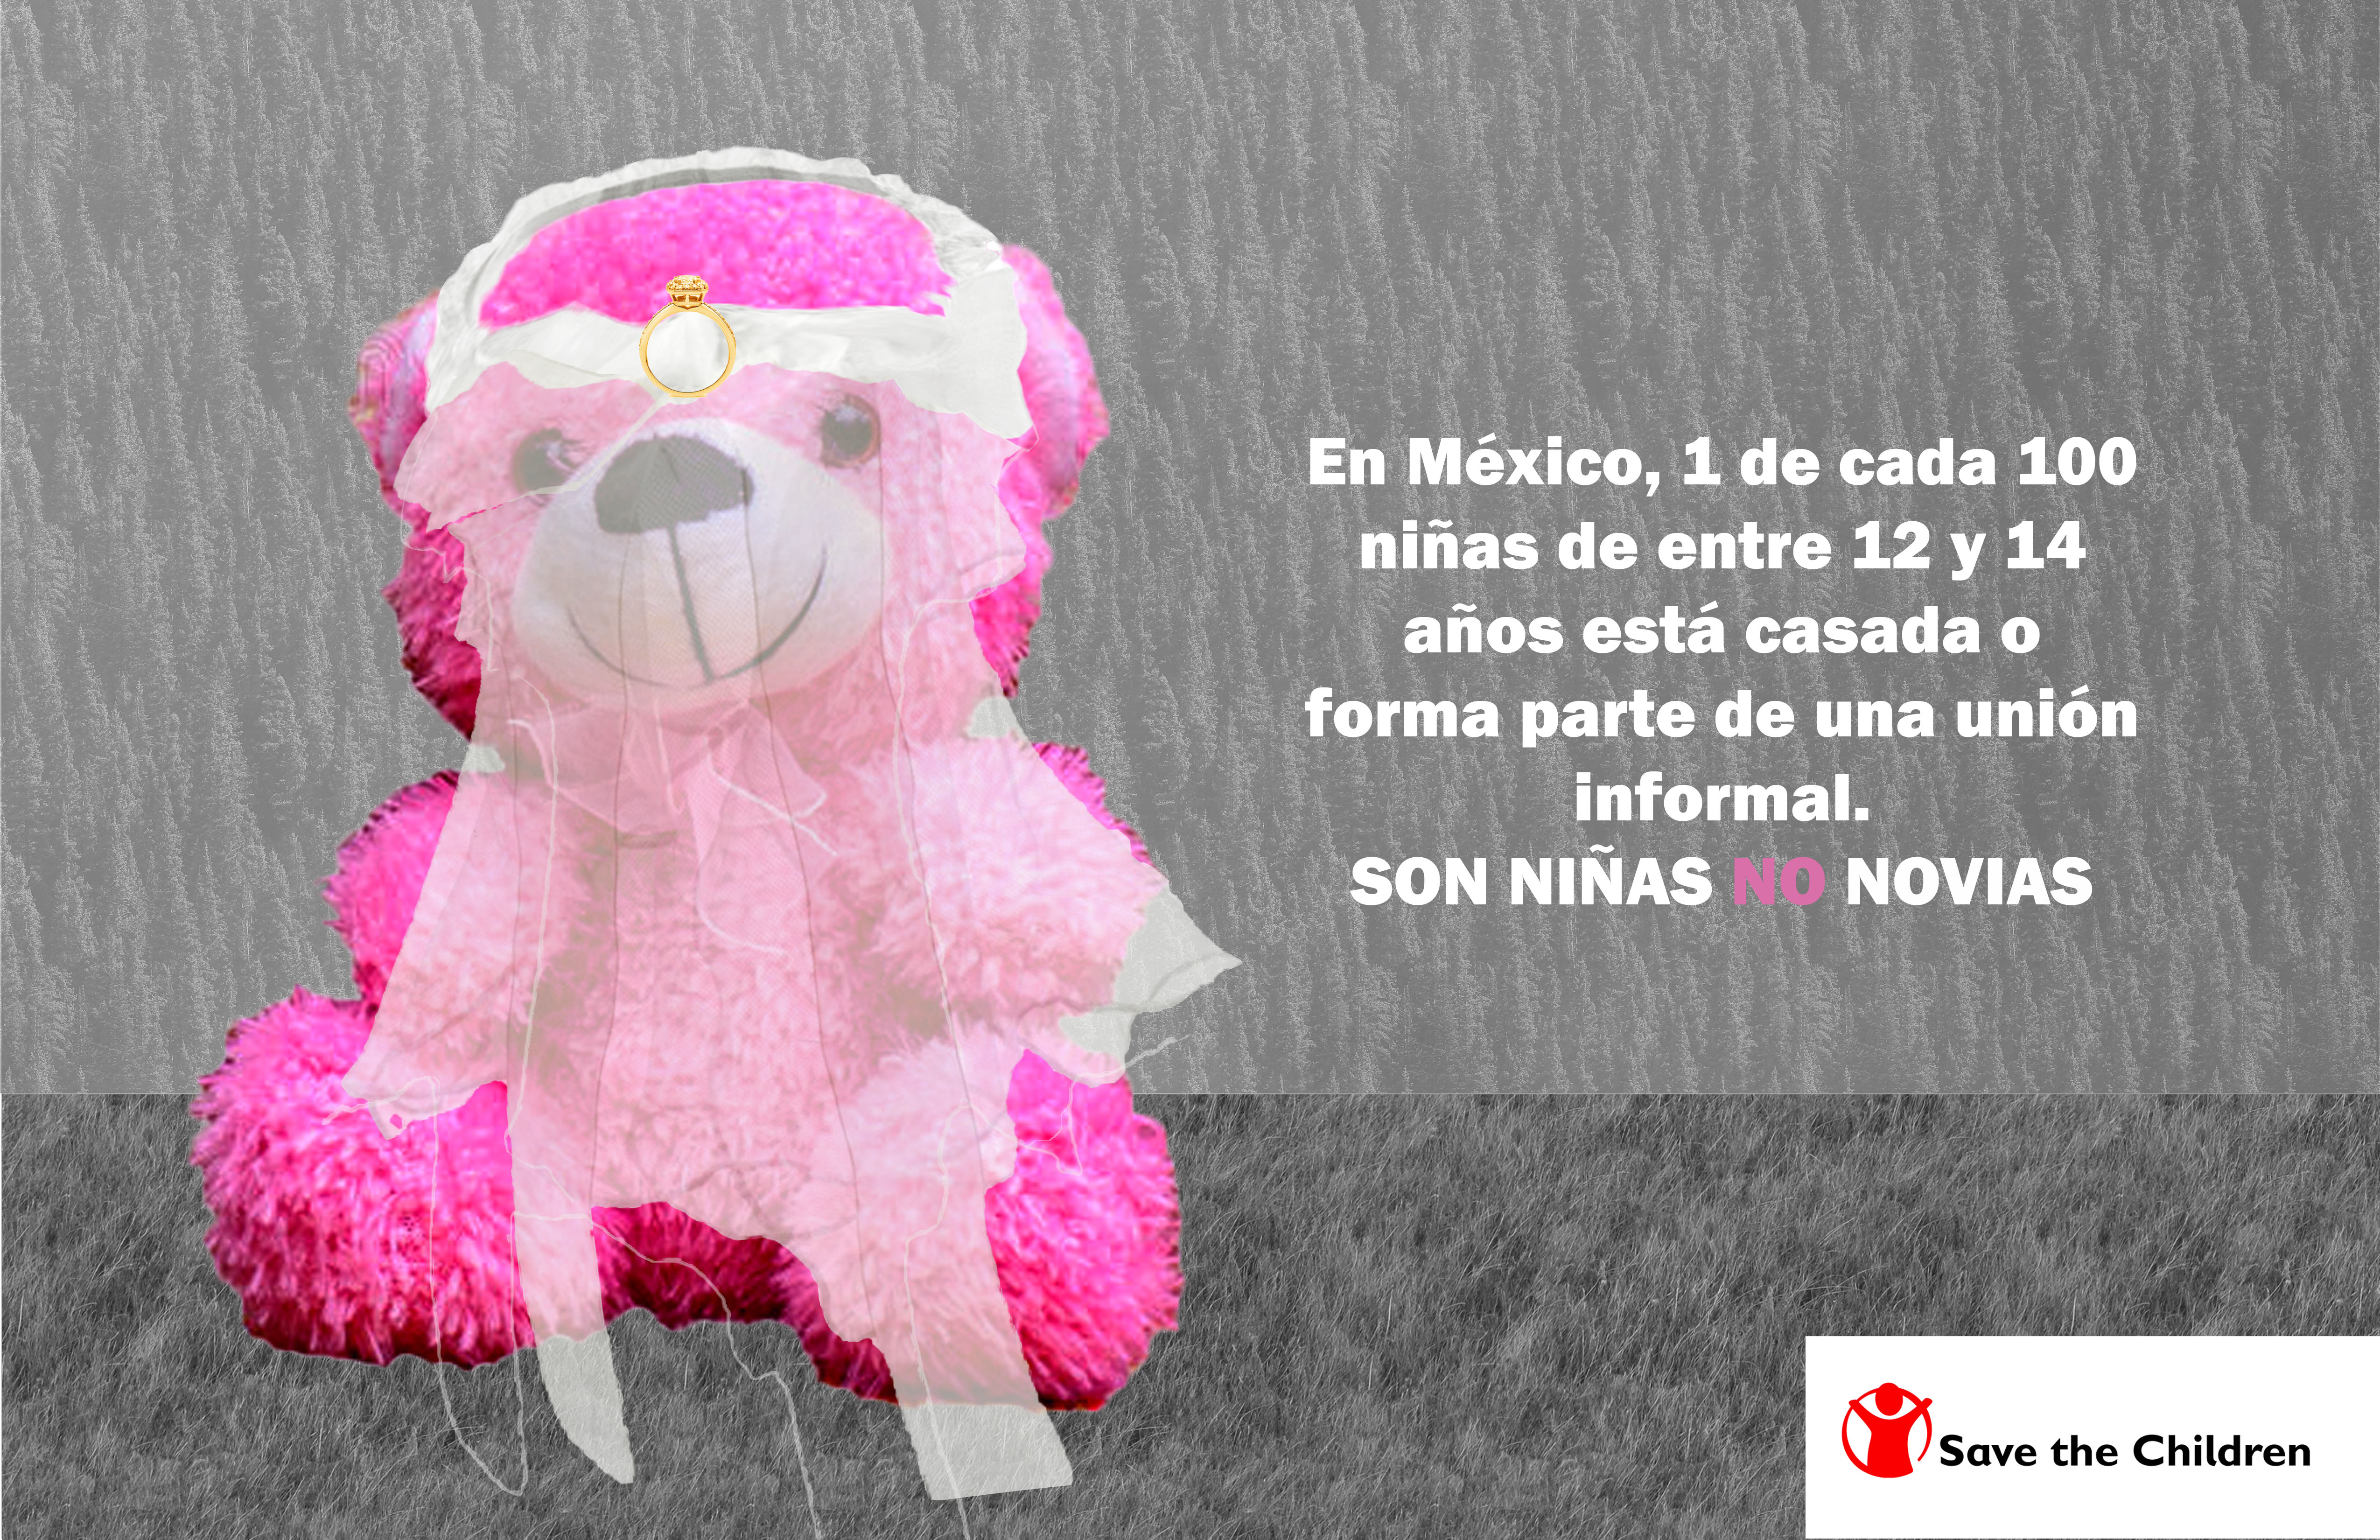 En México, 1 de cada 100
niñas de entre 12 y 14
años está casada o
forma parte de una unión
informal.
SON NIÑAS NO NOVIAS
Save the Children